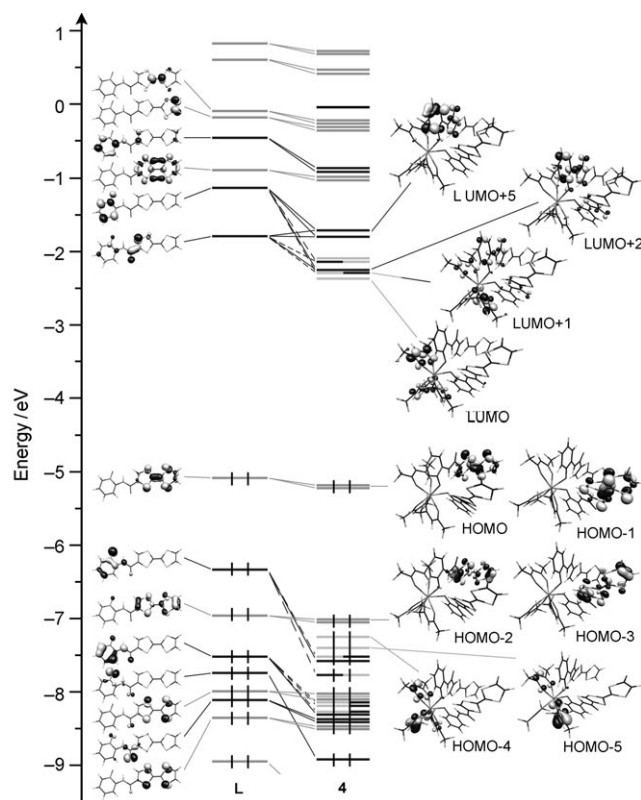 1
0
−1
−2
−3
−4
−5
−6
−7
−8
−9
Energy / eV
L UMO+5
LUMO+2
LUMO+1
LUMO
HOMO
HOMO-1
HOMO-2
HOMO-3
HOMO-4
HOMO-5
L
4